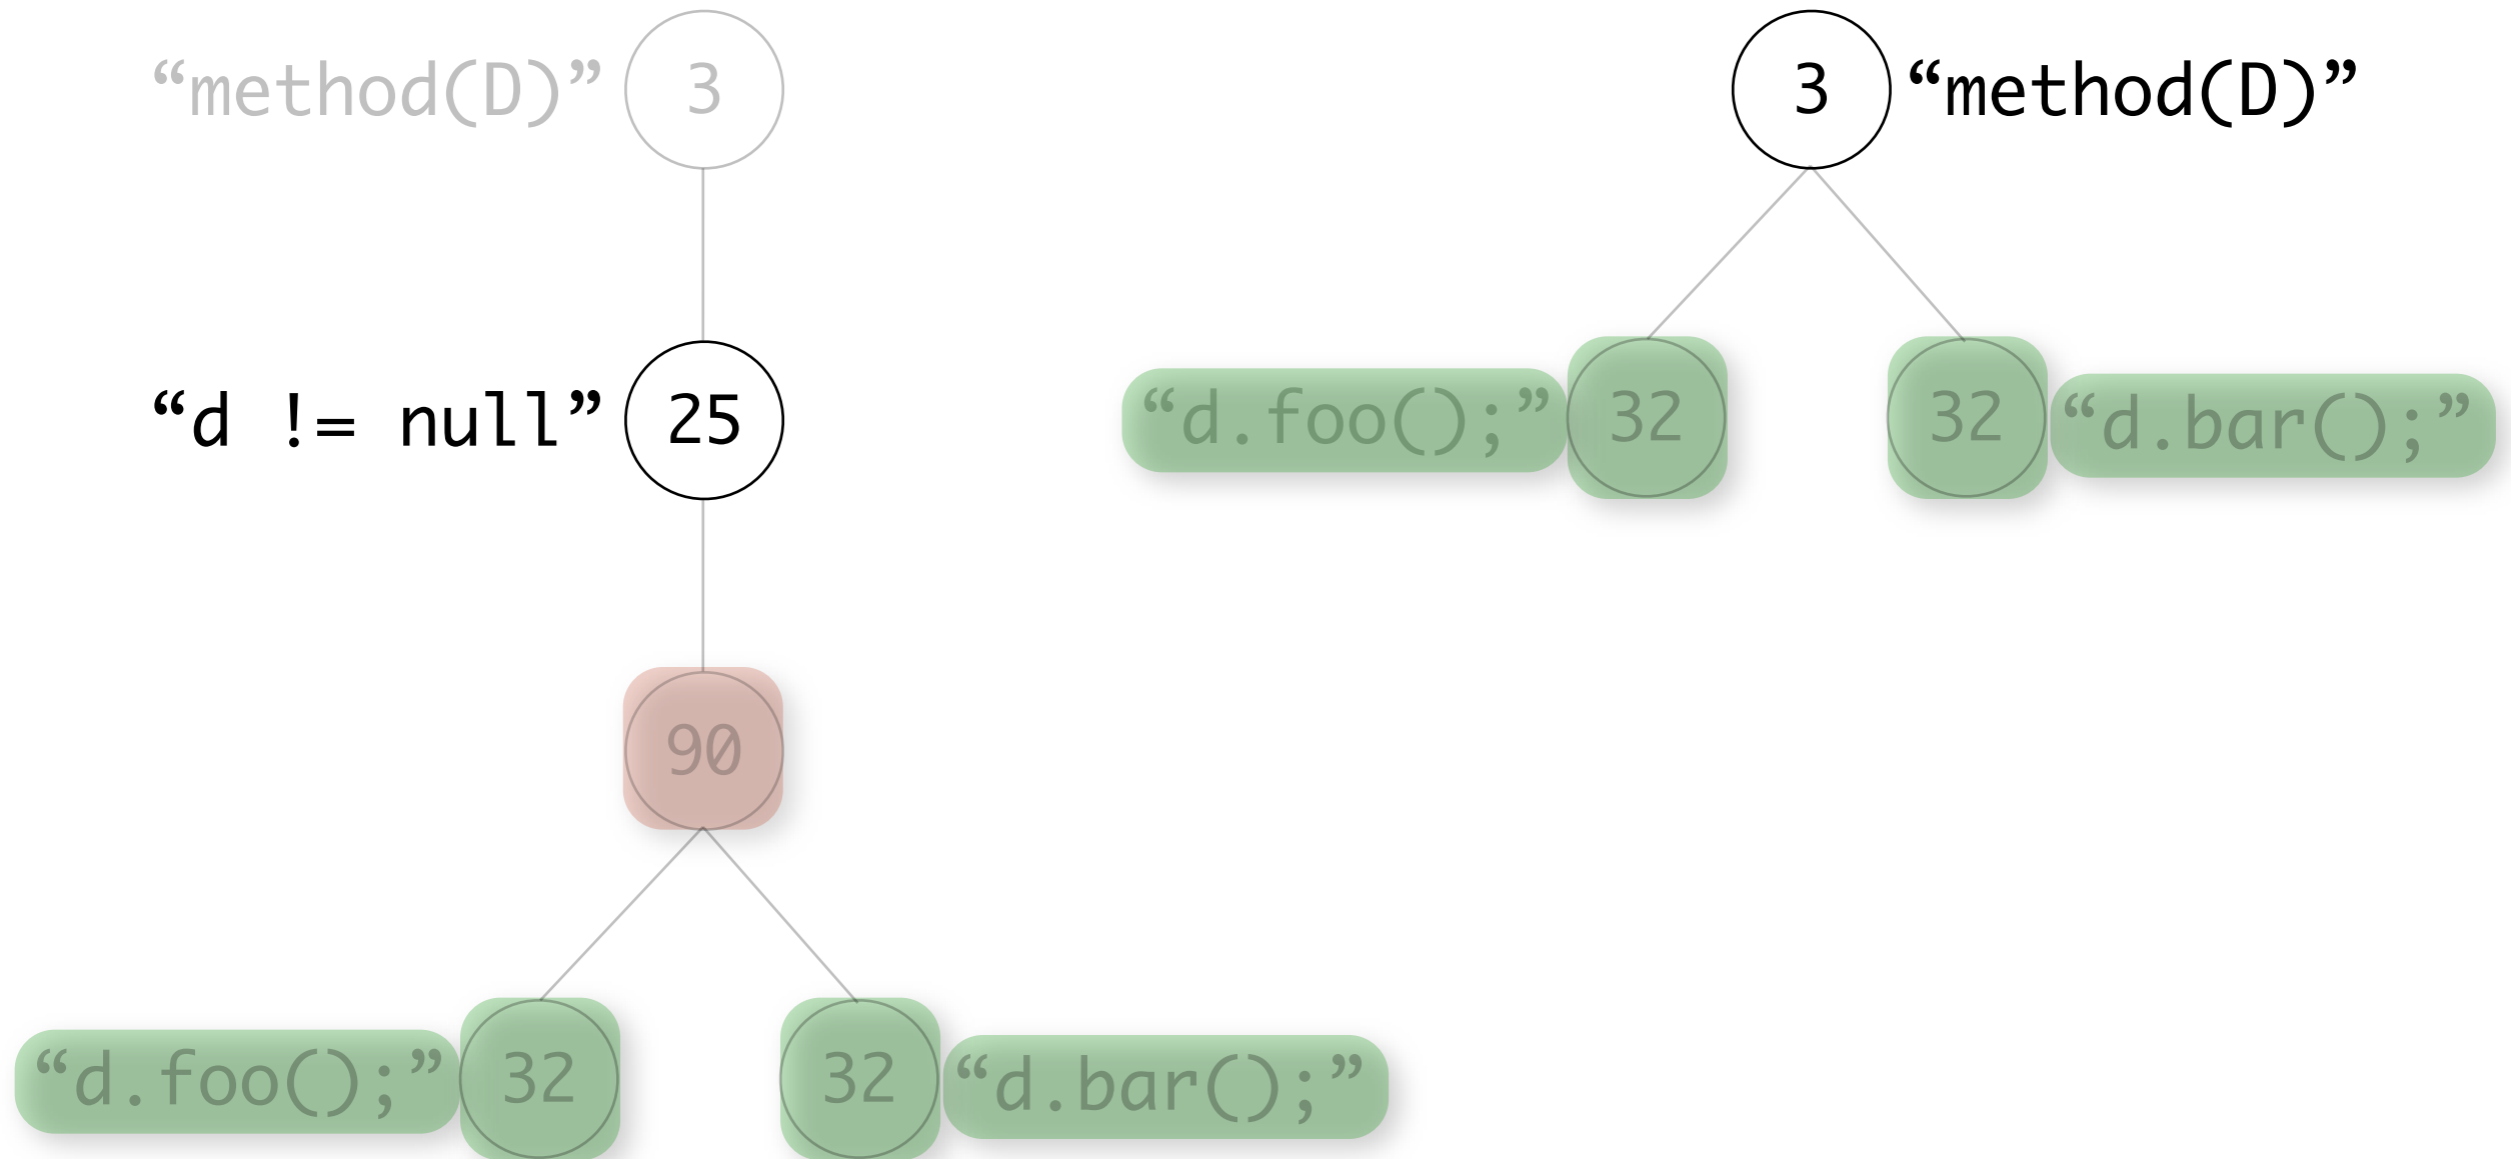 “method(D)” 3
3 “method(D)”
“d != null” 25
“d.foo();” 32
32 “d.bar();”
90
“d.foo();” 32
32 “d.bar();”